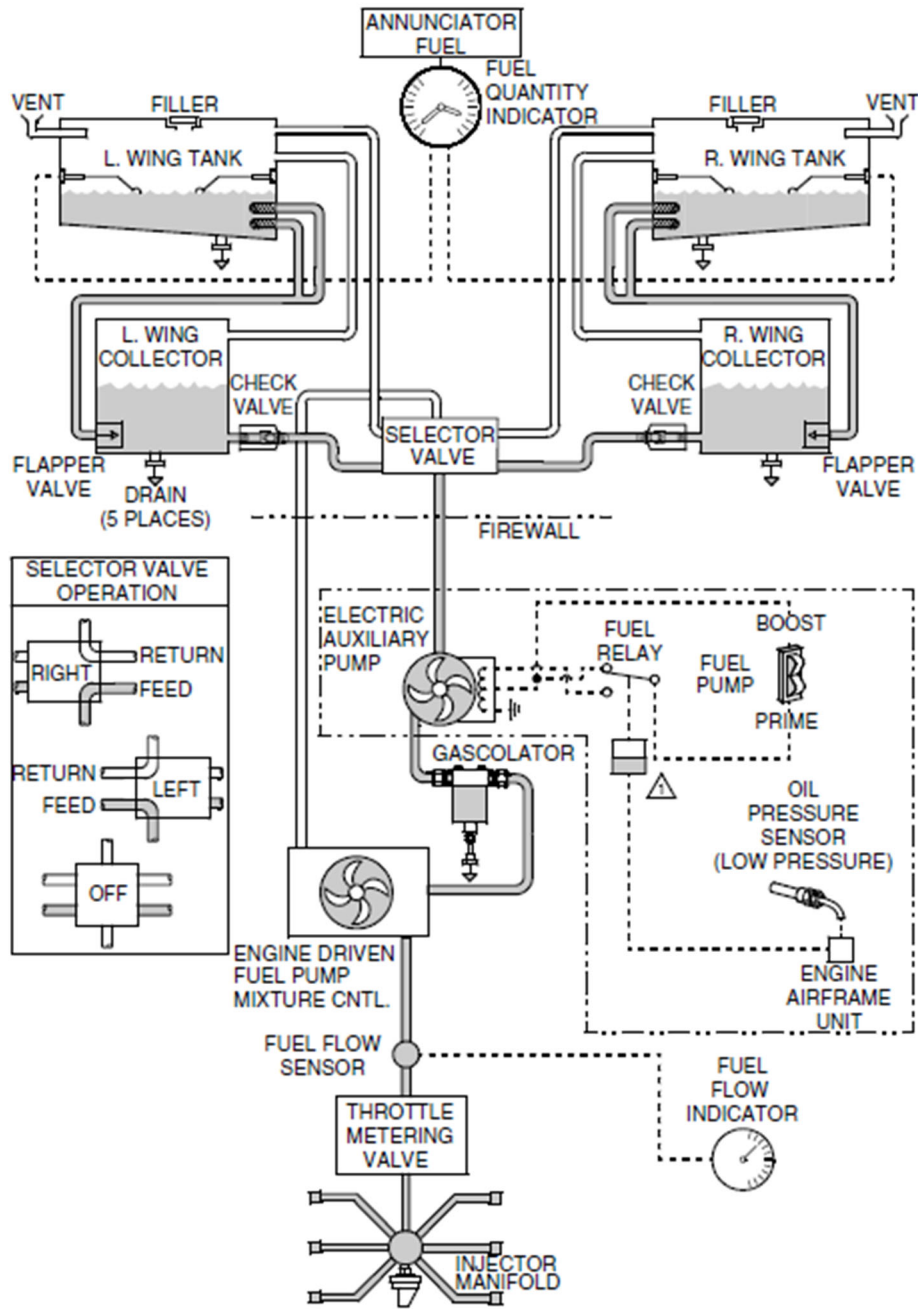 ANNUNCIATOR
FUEL
FUEL
QUANTITY
INDICATOR
VENT
FILLER
L. WING TANK
FILLER
VENT
R. WING TANK
L. WING
COLLECTOR
CHECK
VALVE
FLAPPER
VALVE
DRAIN
(5 PLACES)
SELECTOR
VALVE
CHECK
VALVE
R. WING
COLLECTOR
FLAPPER
VALVE
FIREWALL
SELECTOR VALVE
OPERATION
RIGHT
RETURN
FEED
RETURN
FEED
LEFT
OFF
ELECTRIC
AUXILIARY
PUMP
FUEL
RELAY
BOOST
FUEL
PUMP
PRIME
1
GASCOLATOR
OIL
PRESSURE
SENSOR
(LOW PRESSURE)
ENGINE
AIRFRAME
UNIT
ENGINE DRIVEN
FUEL PUMP
MIXTURE CNTL.
FUEL FLOW
SENSOR
FUEL
FLOW
INDICATOR
THROTTLE
METERING
VALVE
INJECTOR
MANIFOLD